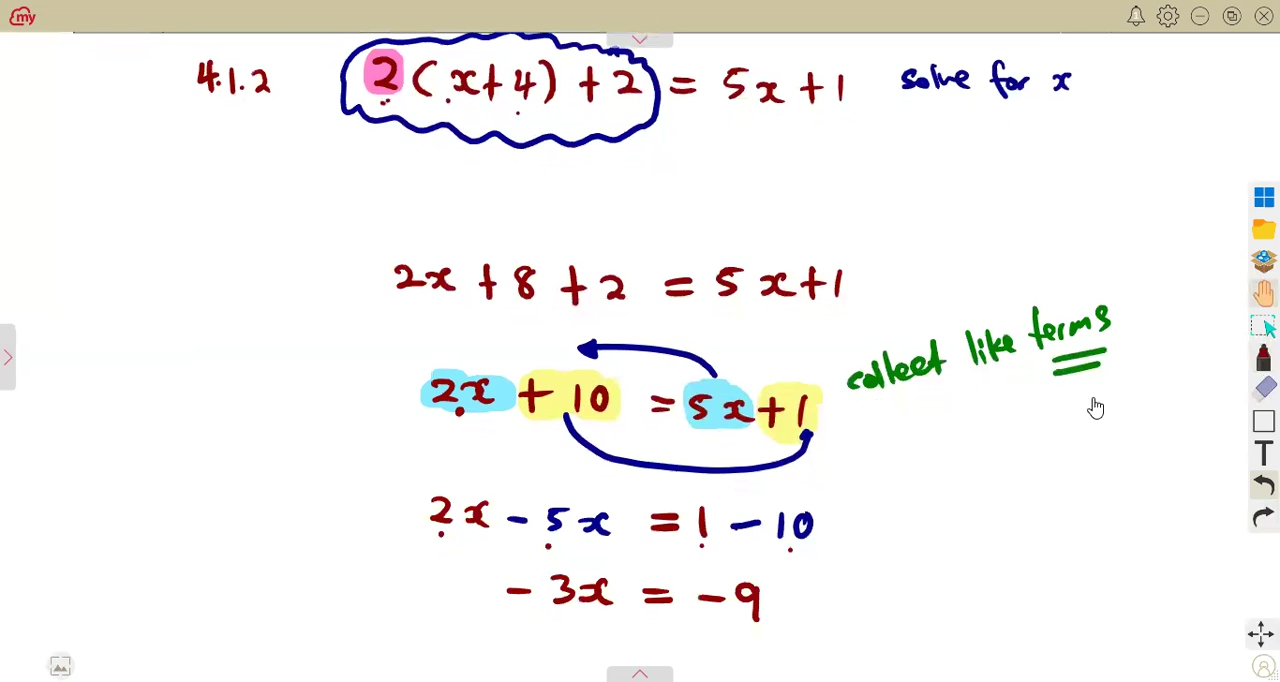 my
4.1.2 2(x+4)+2 = 5x+1 solve for x
2x+8+2 = 5x+1
collect like terms
2x+10 = 5x+1
2x-5x = 1-10
-3x = -9
T